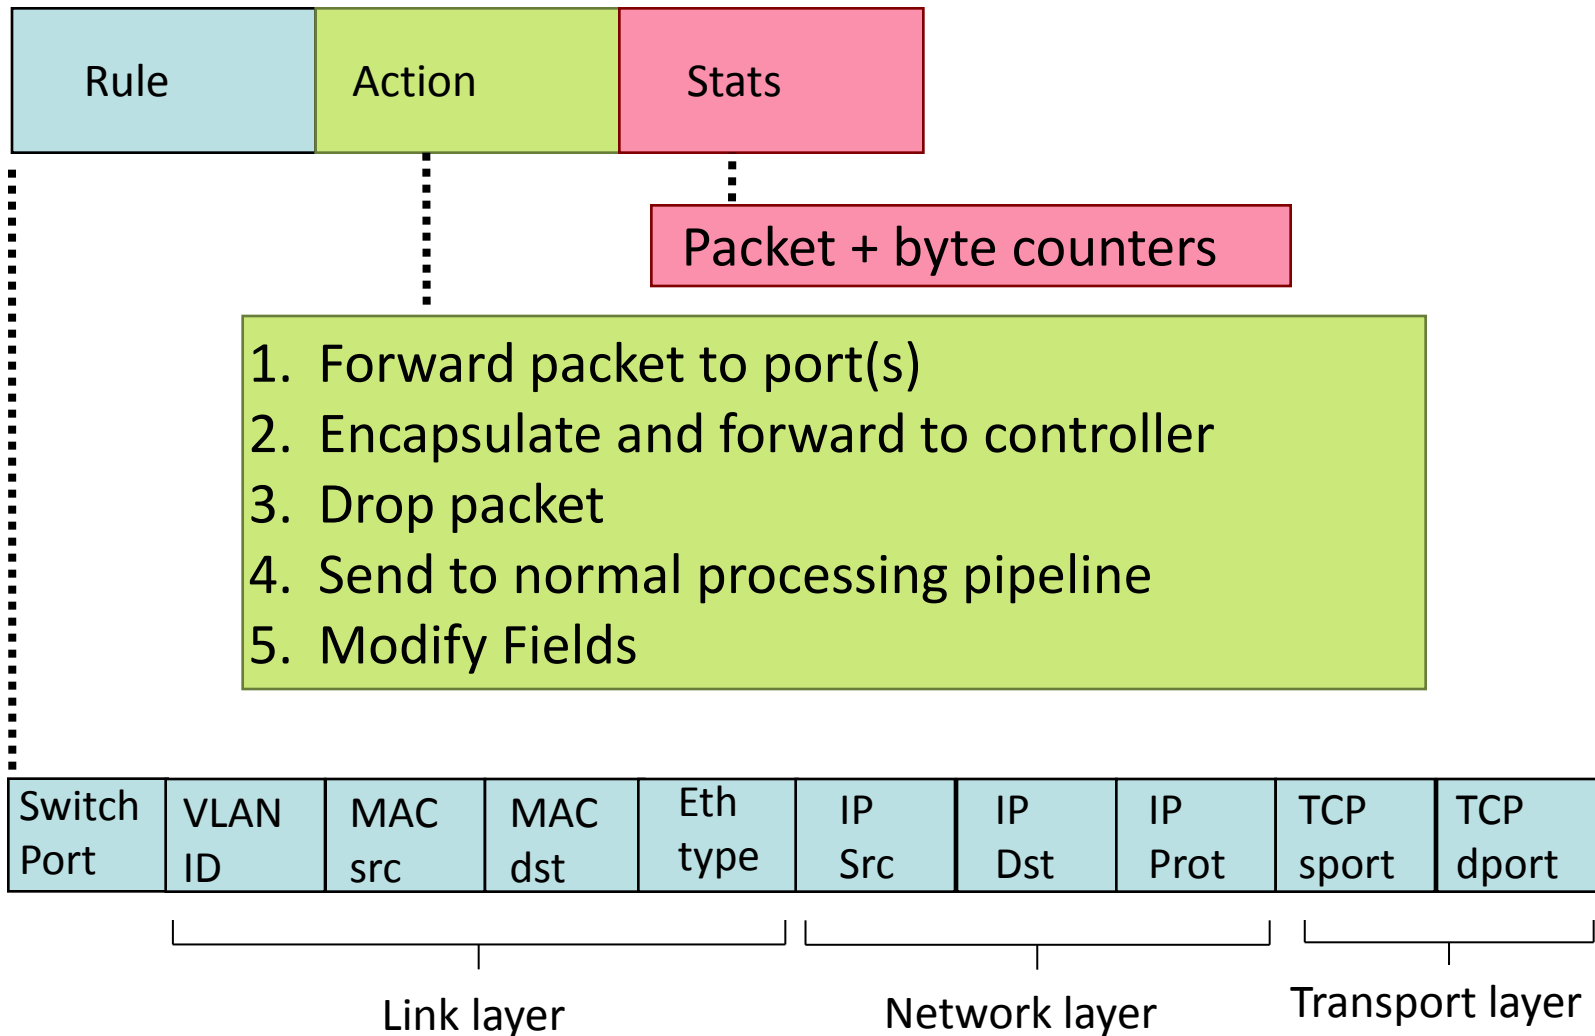 Rule
Action
Stats
Packet + byte counters
1. Forward packet to port(s)
2. Encapsulate and forward to controller
3. Drop packet
4. Send to normal processing pipeline
5. Modify Fields
Switch
Port
VLAN
ID
MAC
src
MAC
dst
Eth
type
IP
Src
IP
Dst
IP
Prot
TCP
sport
TCP
dport
Link layer
Network layer
Transport layer